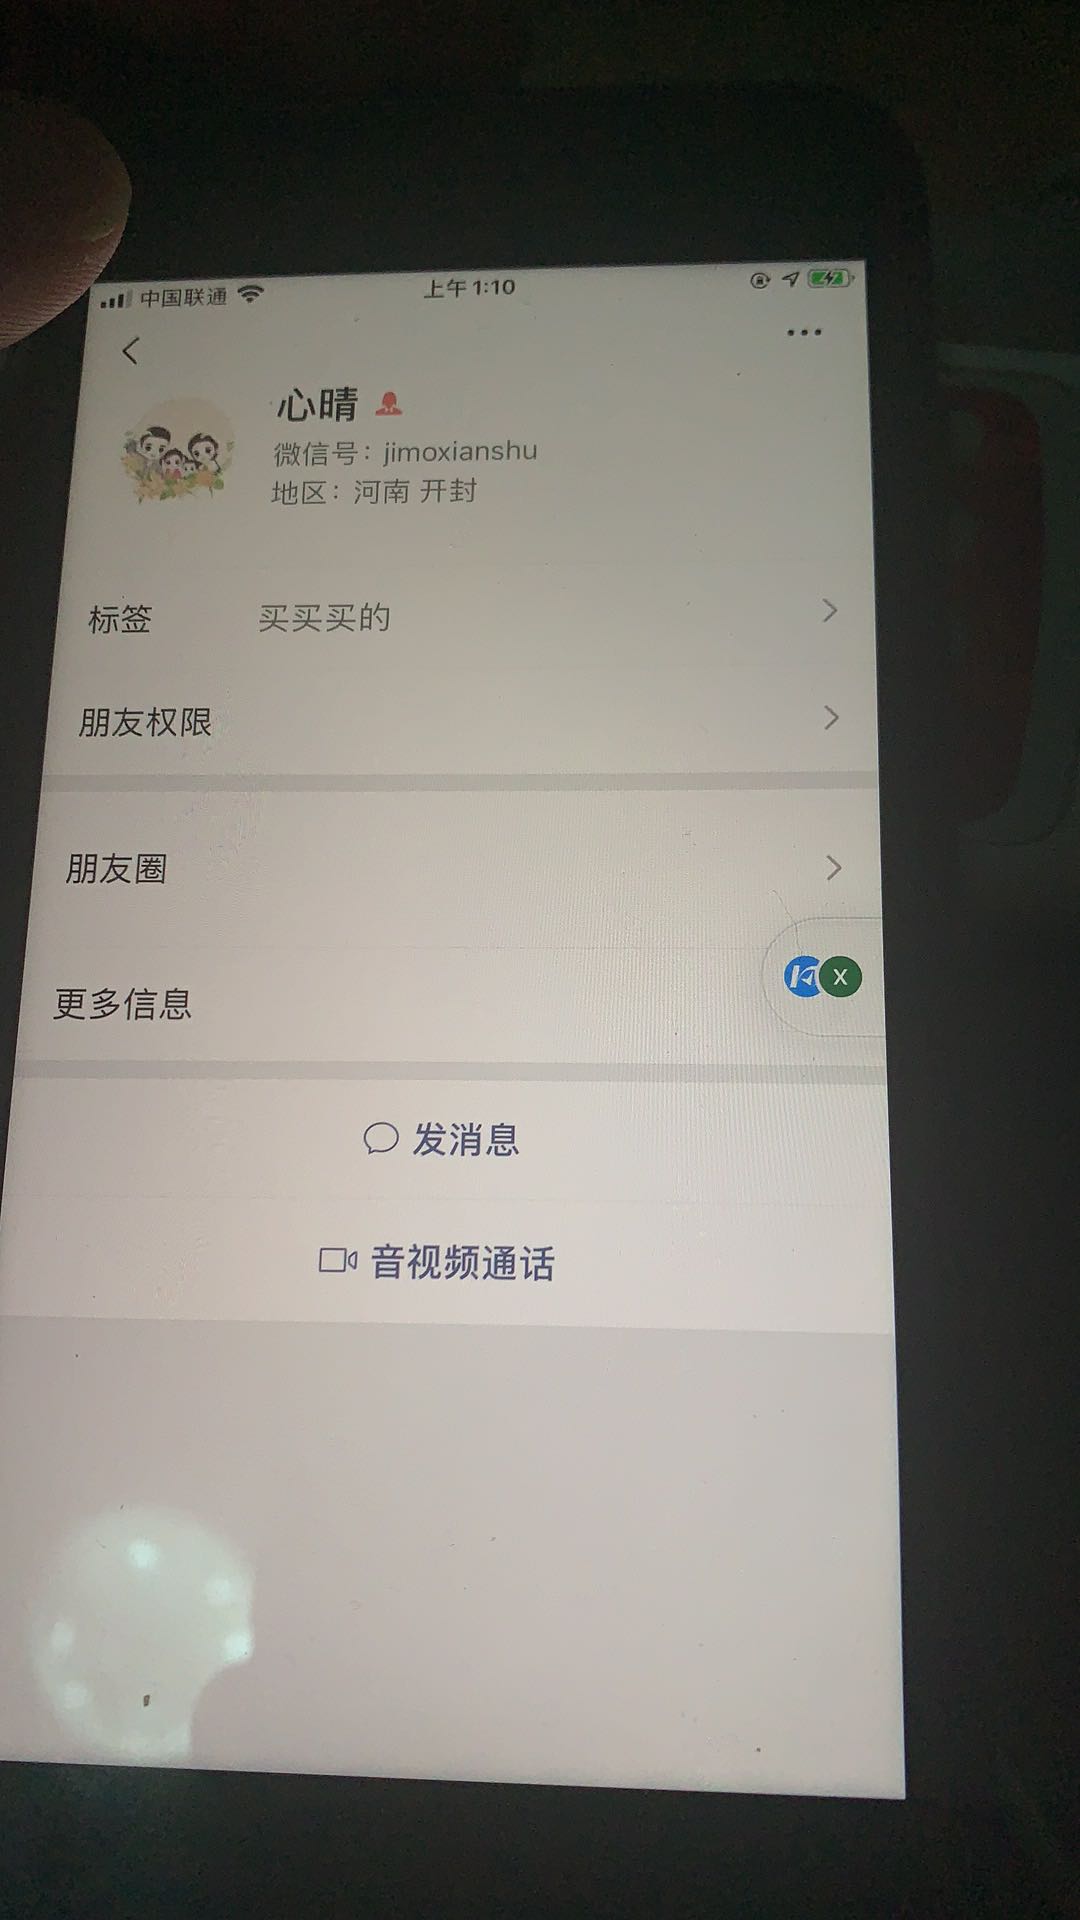 中国联通
上午1:10
心晴
微信号：jimoxianshu
地区：河南 开封
标签 买买买的
朋友权限
朋友圈
X
更多信息
发消息
音视频通话